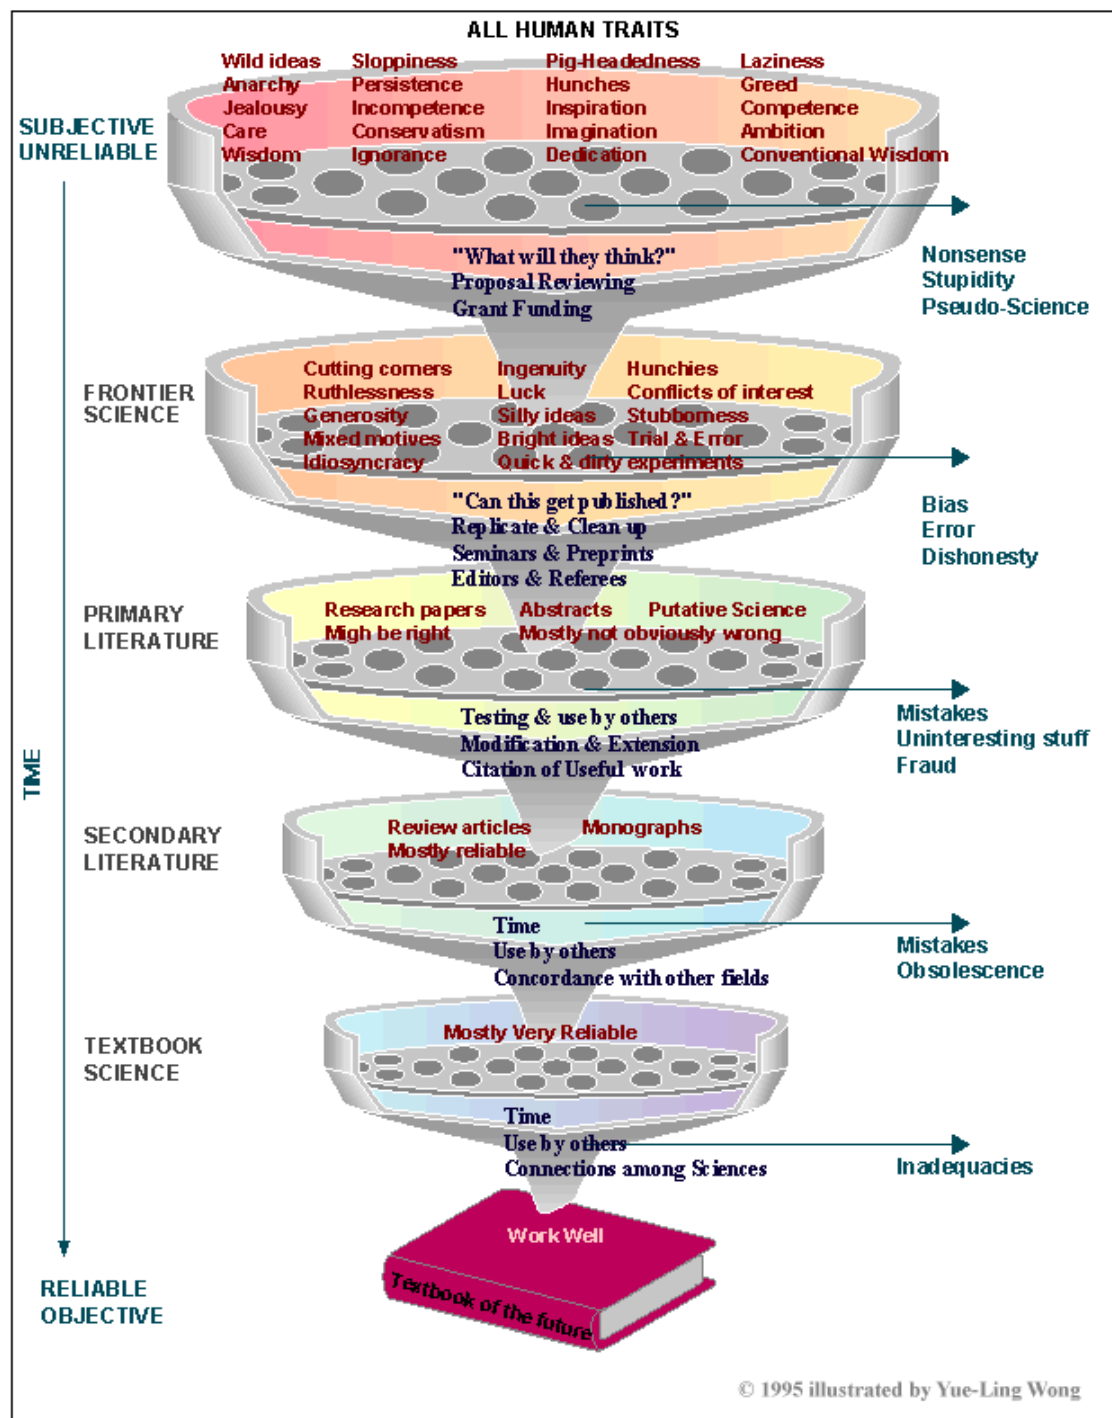 ALL HUMAN TRAITS
Wild ideas Sloppiness Pig-Headedness Laziness
Anarchy Persistence Hunches Greed
Jealousy Incompetence Inspiration Competence
Care Conservatism Imagination Ambition
Wisdom Ignorance Dedication Conventional Wisdom
SUBJECTIVE
UNRELIABLE
"What will they think?"
Proposal Reviewing
Grant Funding
Nonsense
Stupidity
Pseudo-Science
FRONTIER
SCIENCE
Cutting corners Ingenuity Hunchies
Ruthlessness Luck Conflicts of interest
Generosity Silly ideas Stubborness
Mixed motives Bright ideas Trial & Error
Idiosyncracy Quick & dirty experiments
"Can this get published?"
Replicate & Clean up
Seminars & Preprints
Editors & Referees
Bias
Error
Dishonesty
PRIMARY
LITERATURE
Research papers Abstracts Putative Science
Migh be right Mostly not obviously wrong
Testing & use by others
Modification & Extension
Citation of Useful work
Mistakes
Uninteresting stuff
Fraud
TIME
SECONDARY
LITERATURE
Review articles Monographs
Mostly reliable
Time
Use by others
Concordance with other fields
Mistakes
Obsolescence
TEXTBOOK
SCIENCE
Mostly Very Reliable
Time
Use by others
Connections among Sciences
Inadequacies
Work Well
Textbook of the future
RELIABLE
OBJECTIVE
© 1995 illustrated by Yue-Ling Wong